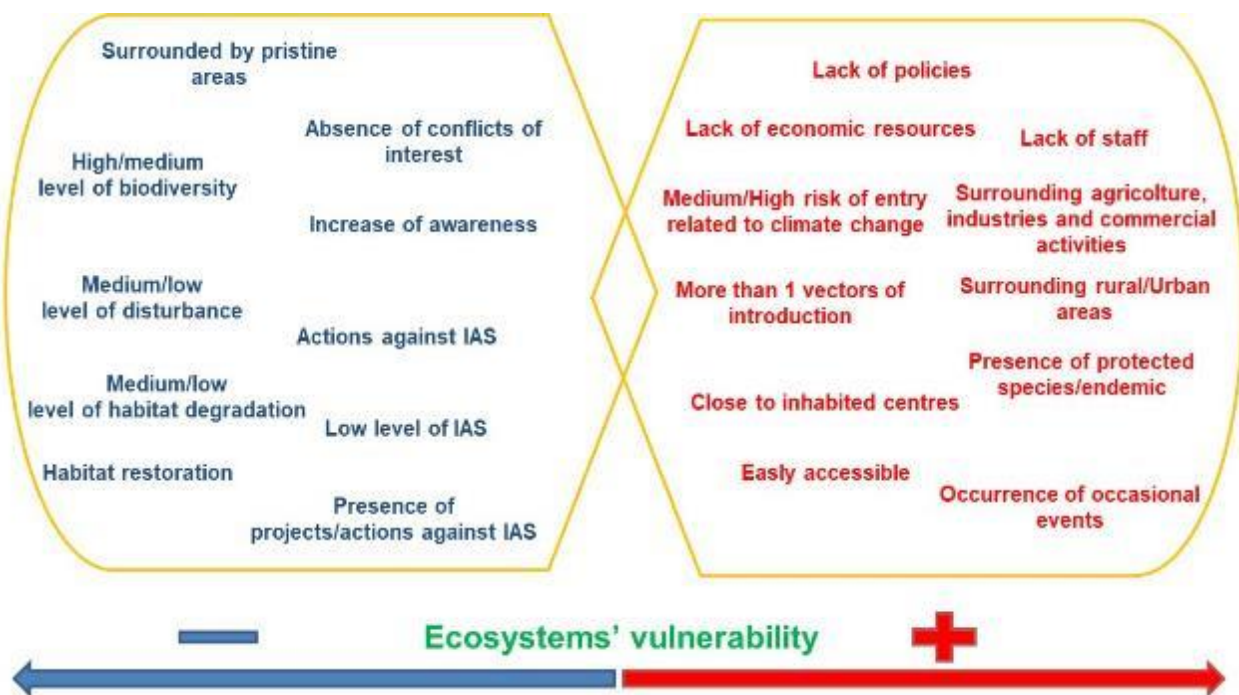 Surrounded by pristine
areas
Absence of conflicts of
interest
High/medium
level of biodiversity
Increase of awareness
Medium/low
level of disturbance
Actions against IAS
Medium/low
level of habitat degradation
Low level of IAS
Habitat restoration
Presence of
projects/actions against IAS
Lack of policies
Lack of economic resources
Lack of staff
Medium/High risk of entry
related to climate change
Surrounding agricolture,
industries and commercial
activities
More than 1 vectors of
introduction
Surrounding rural/Urban
areas
Presence of protected
species/endemic
Close to inhabited centres
Easly accessible
Occurrence of occasional
events
Ecosystems’ vulnerability